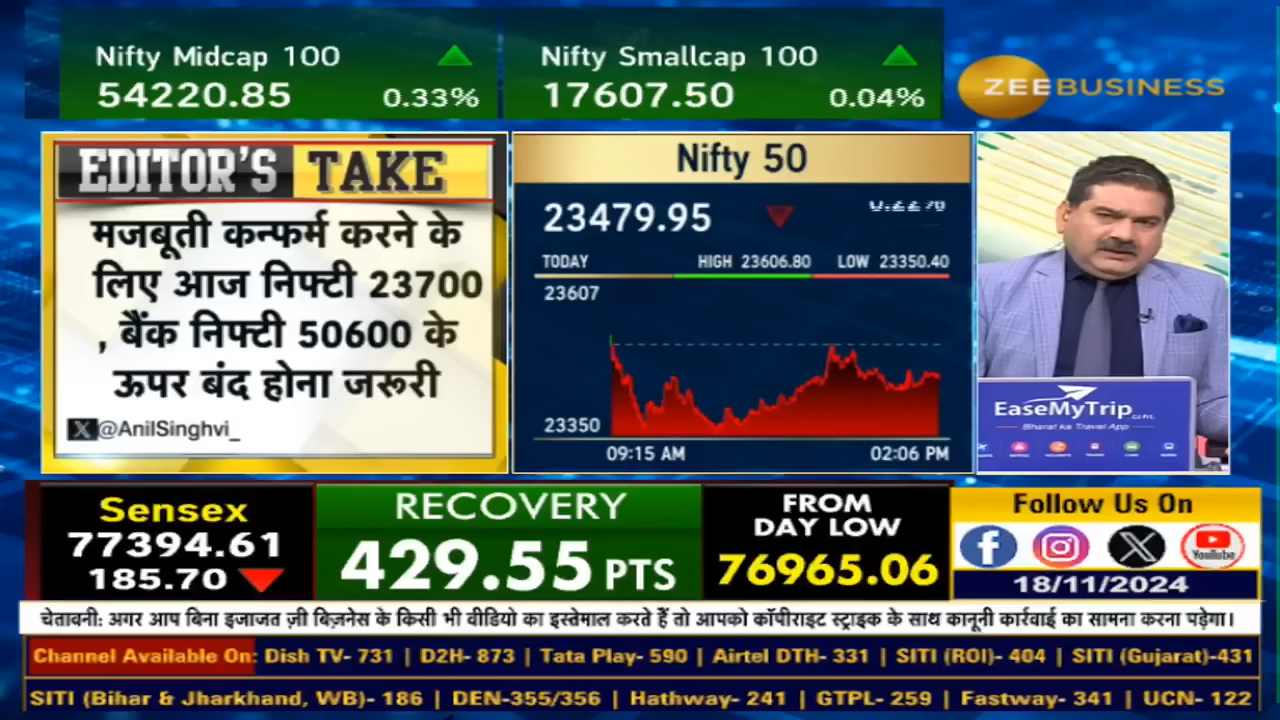 Nifty Midcap 100
54220.85 0.33%
Nifty Smallcap 100
17607.50 0.04%
ZEEBUSINESS
EDITOR'S TAKE
मजबूती कन्फर्म करने के
लिए आज निफ्टी 23700
, बैंक निफ्टी 50600 के
ऊपर बंद होना जरूरी
X@AnilSinghvi_
Nifty 50
23479.95
TODAY HIGH 23606.80 LOW 23350.40
23607
23350
09:15 AM 02:06 PM
EaseMyTrip.com
Bharat ka Travel App
Sensex
77394.61
185.70
RECOVERY
429.55 PTS
FROM
DAY LOW
76965.06
Follow Us On
YouTube
18/11/2024
चेतावनी: अगर आप बिना इजाजत ज़ी बिज़नेस के किसी भी वीडियो का इस्तेमाल करते हैं तो आपको कॉपीराइट स्ट्राइक के साथ कानूनी कार्रवाई का सामना करना पड़ेगा।
Channel Available On: Dish TV- 731 | D2H- 873 | Tata Play- 590 | Airtel DTH- 331 | SITI (ROI)- 404 | SITI (Gujarat)-431
SITI (Bihar & Jharkhand, WB)- 186 | DEN-355/356 | Hathway- 241 | GTPL- 259 | Fastway- 341 | UCN- 122